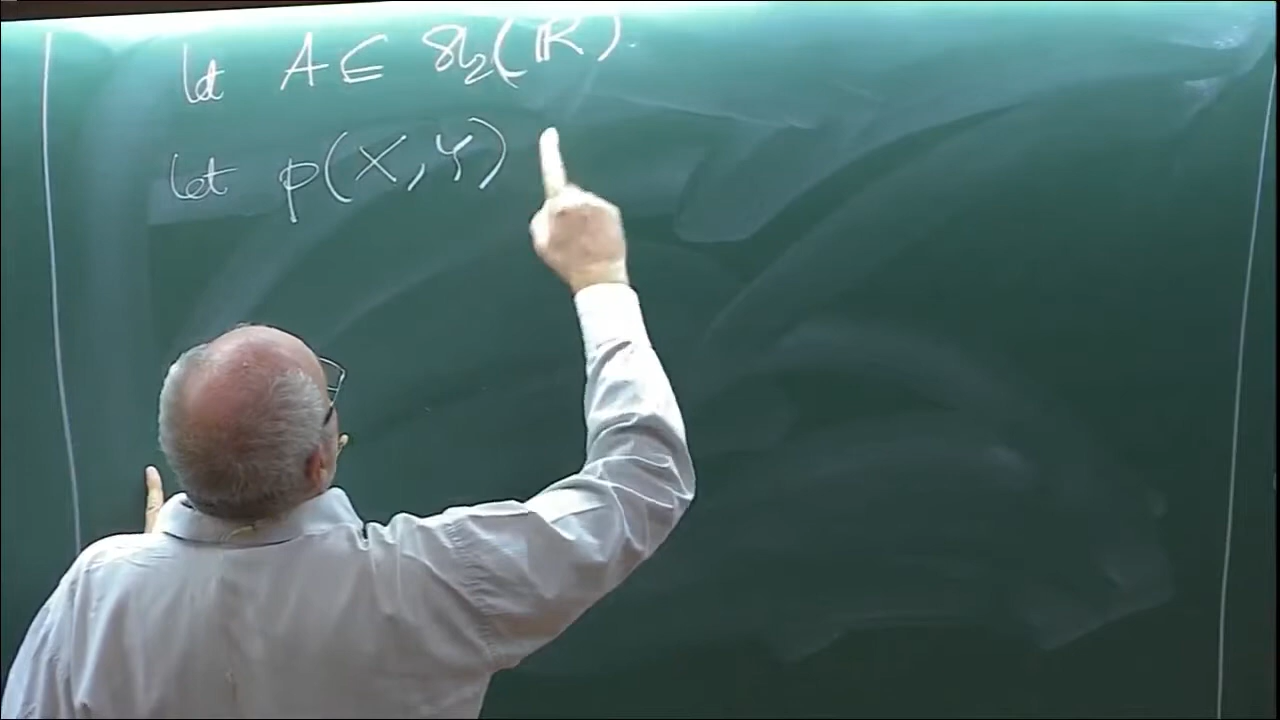 let A ∈ sl₂(ℝ)
let p(X,Y)